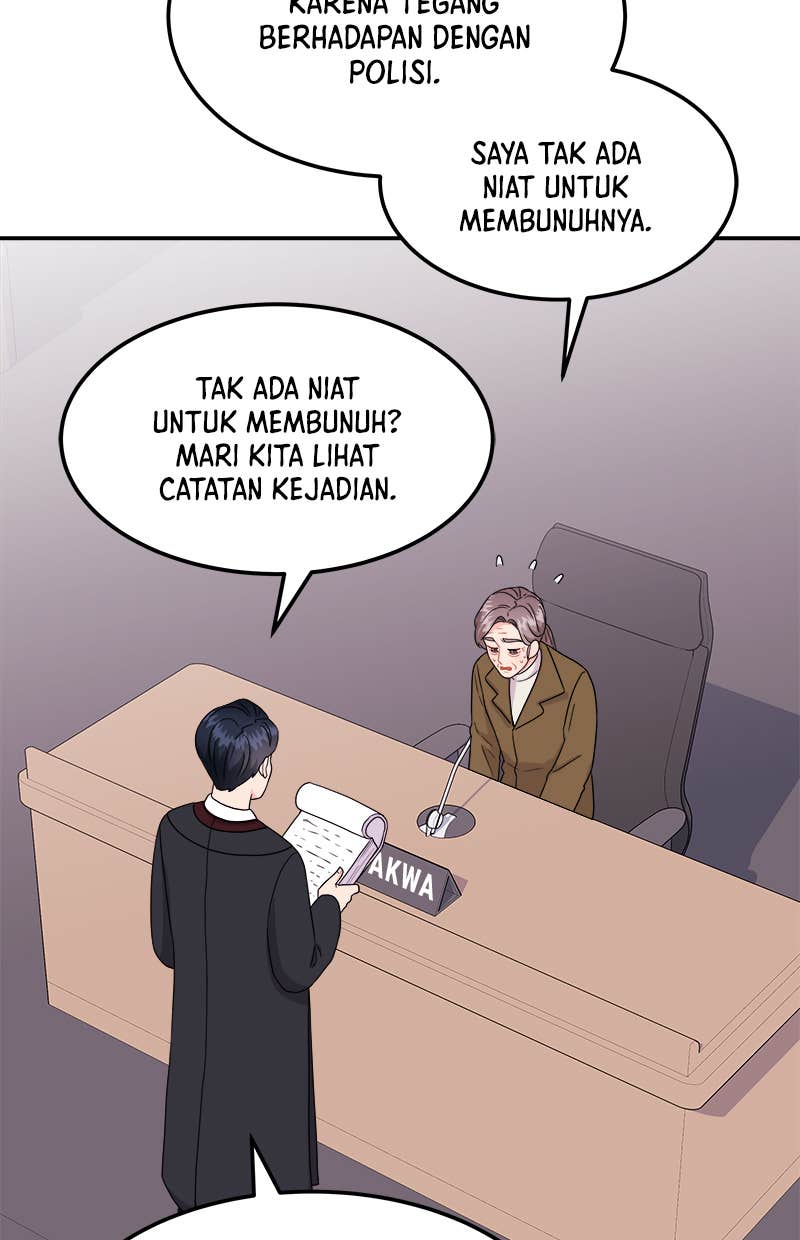 KARENA TEGANG
BERHADAPAN DENGAN
POLISI.
SAYA TAK ADA
NIAT UNTUK
MEMBUNUHNYA.
TAK ADA NIAT
UNTUK MEMBUNUH?
MARI KITA LIHAT
CATATAN KEJADIAN.
AKWA